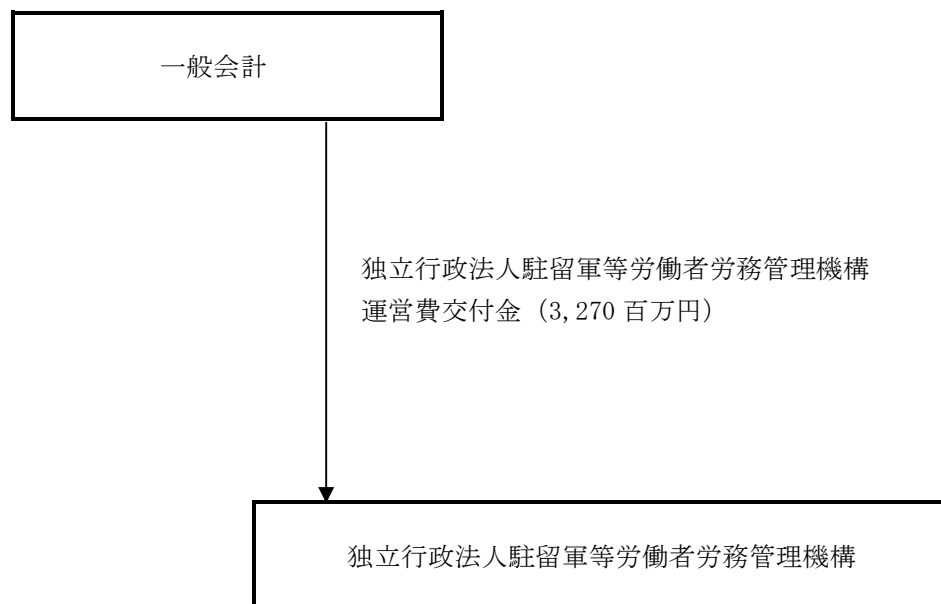 一般会計
独立行政法人駐留軍等労働者労務管理機構
運営費交付金（3,270 百万円）
独立行政法人駐留軍等労働者労務管理機構